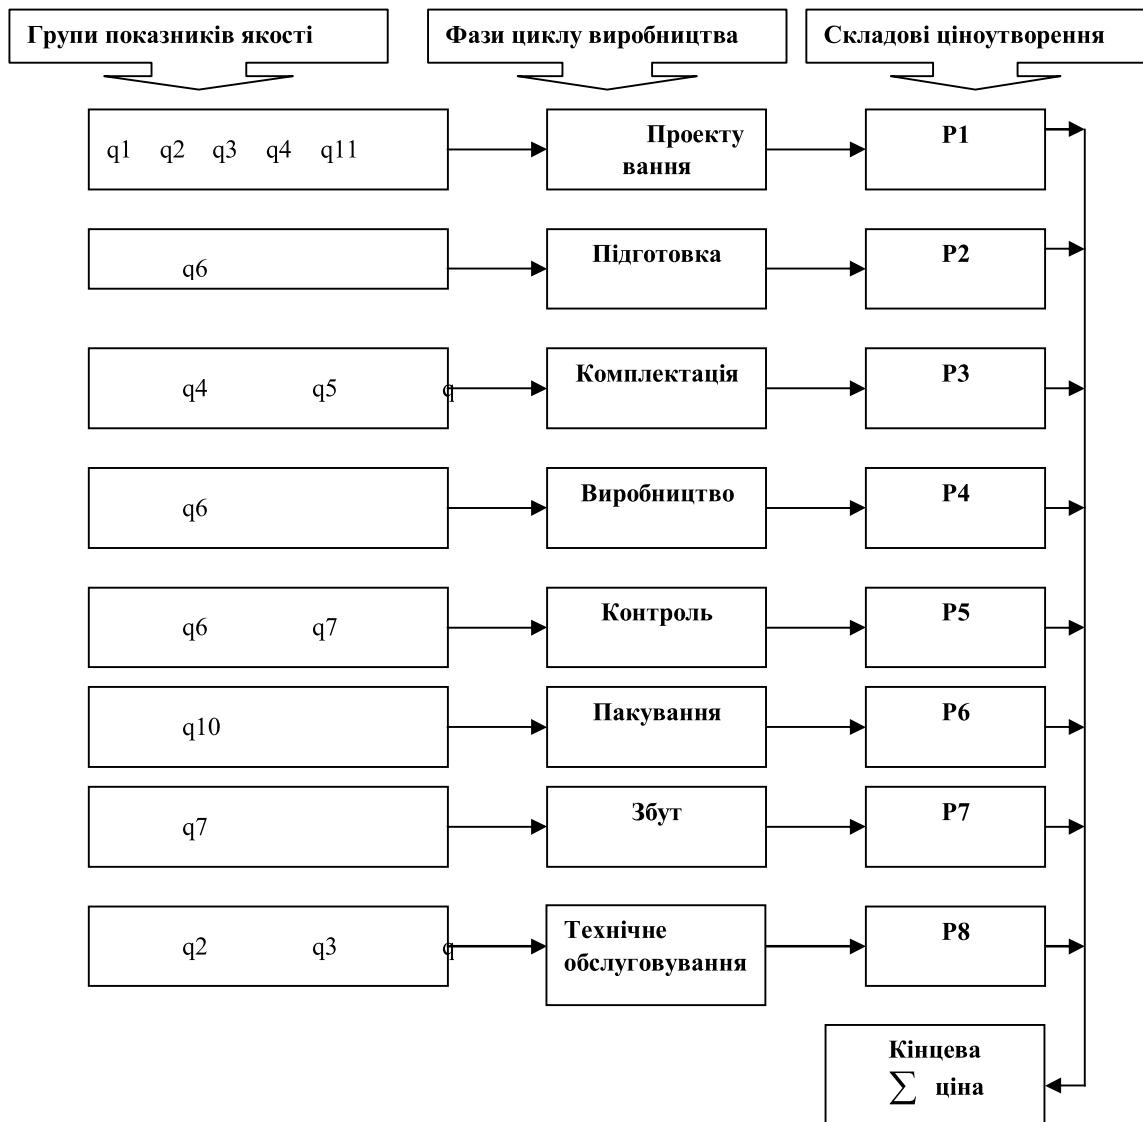 Групи показників якості
Фази циклу виробництва
Складові ціноутворення
q1 q2 q3 q4 q11
Проекту
вання
P1
q6
Підготовка
P2
q4 q5 q
Комплектація
P3
q6
Виробництво
P4
q6 q7
Контроль
P5
q10
Пакування
P6
q7
Збут
P7
q2 q3 q
Технічне
обслуговування
P8
Кінцева
∑ ціна